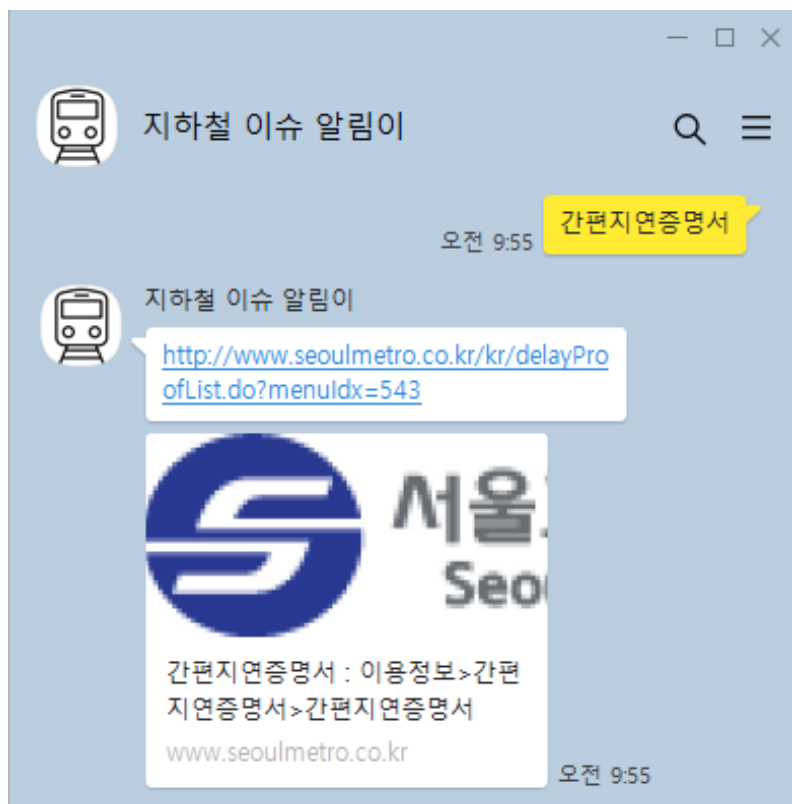 지하철 이슈 알림이
간편지연증명서
오전 9:55
지하철 이슈 알림이
http://www.seoulmetro.co.kr/kr/delayPro
ofList.do?menuIdx=543
서울
Seo
간편지연증명서 : 이용정보>간편
지연증명서>간편지연증명서
www.seoulmetro.co.kr
오전 9:55